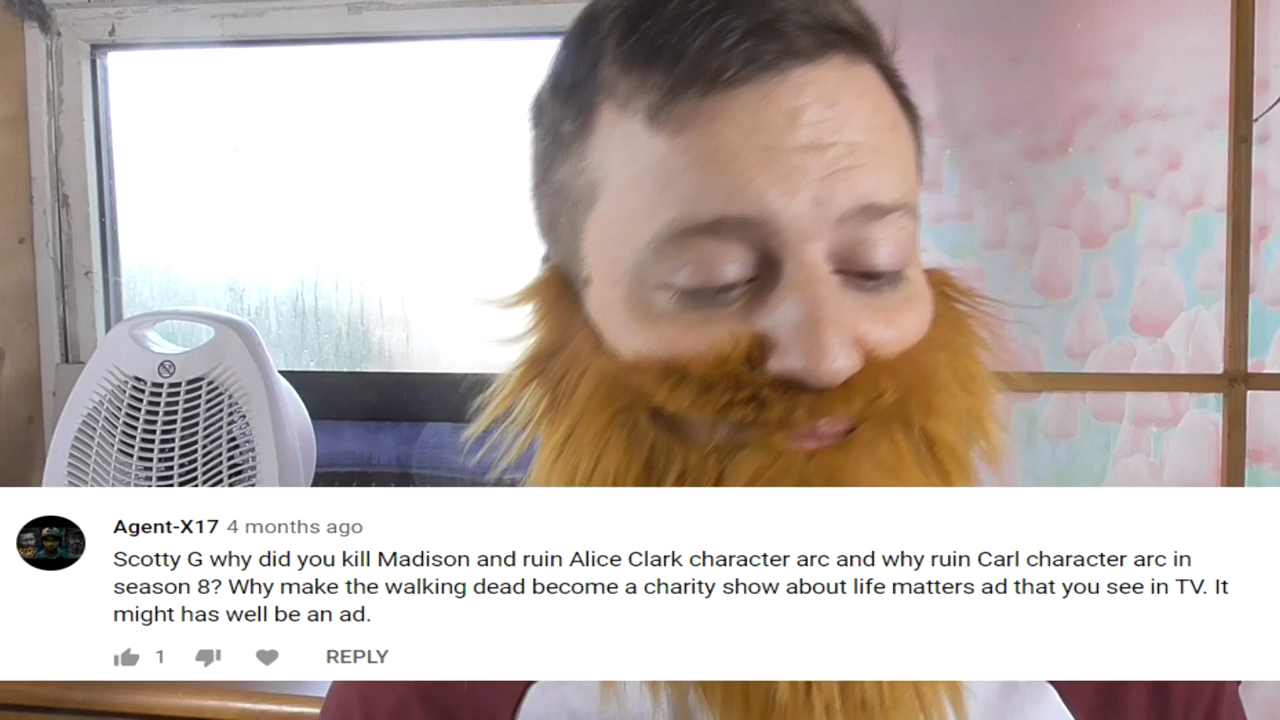 Agent-X17 4 months ago
Scotty G why did you kill Madison and ruin Alice Clark character arc and why ruin Carl character arc in
season 8? Why make the walking dead become a charity show about life matters ad that you see in TV. It
might has well be an ad.
1 REPLY